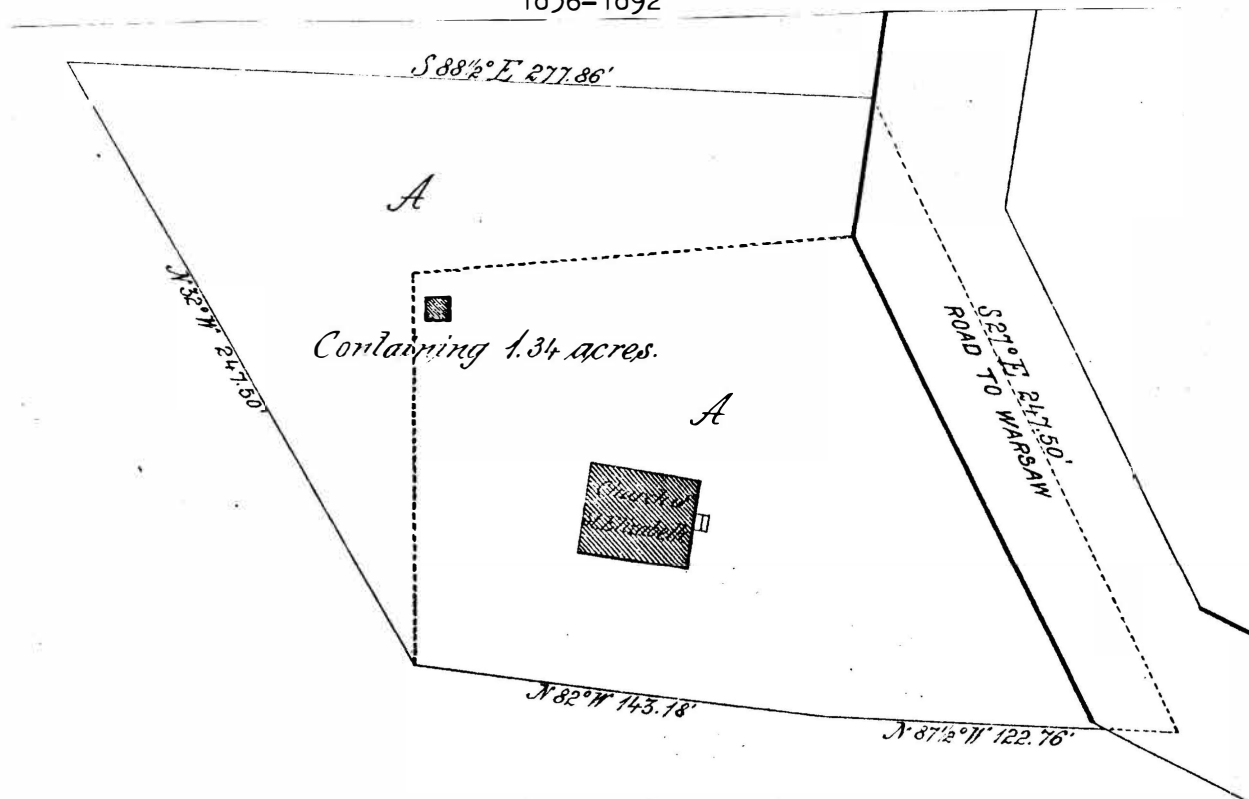 1856–1892
S 88½° E 277.86'
A
N 32° W 247.50'
Containing 1.34 acres.
A
S 27° E 247.50'
ROAD TO WARSAW
Church of
St. Elizabeth
N 82° W 143.18'
N 87½° W 122.76'